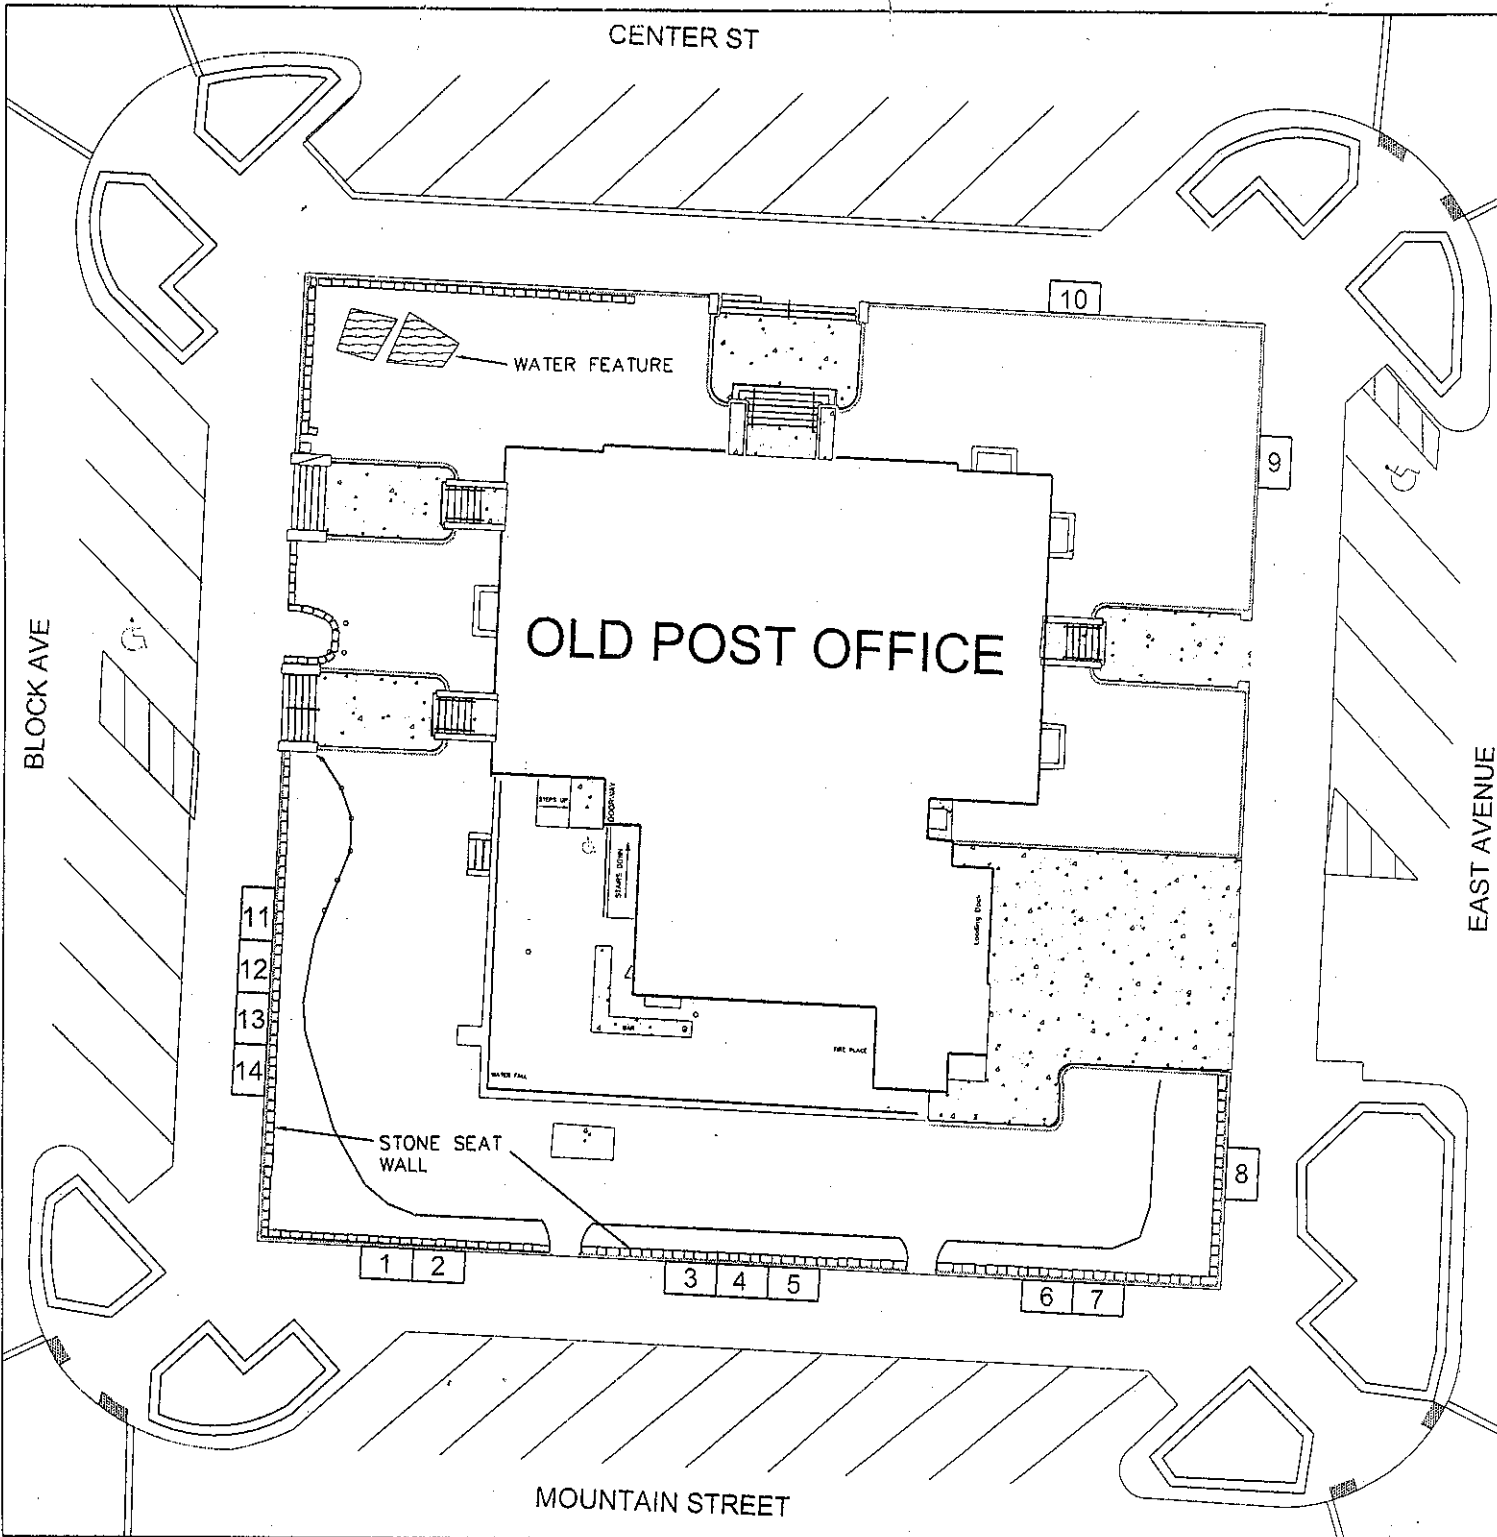 CENTER ST
10
WATER FEATURE
9
OLD POST OFFICE
BLOCK AVE
EAST AVENUE
STEPS UP
DOORWAY
STAIRS DOWN
Loading Dock
11
12
13
14
BAR
FIRE PLACE
WATER FALL
STONE SEAT
WALL
8
1
2
3
4
5
6
7
MOUNTAIN STREET